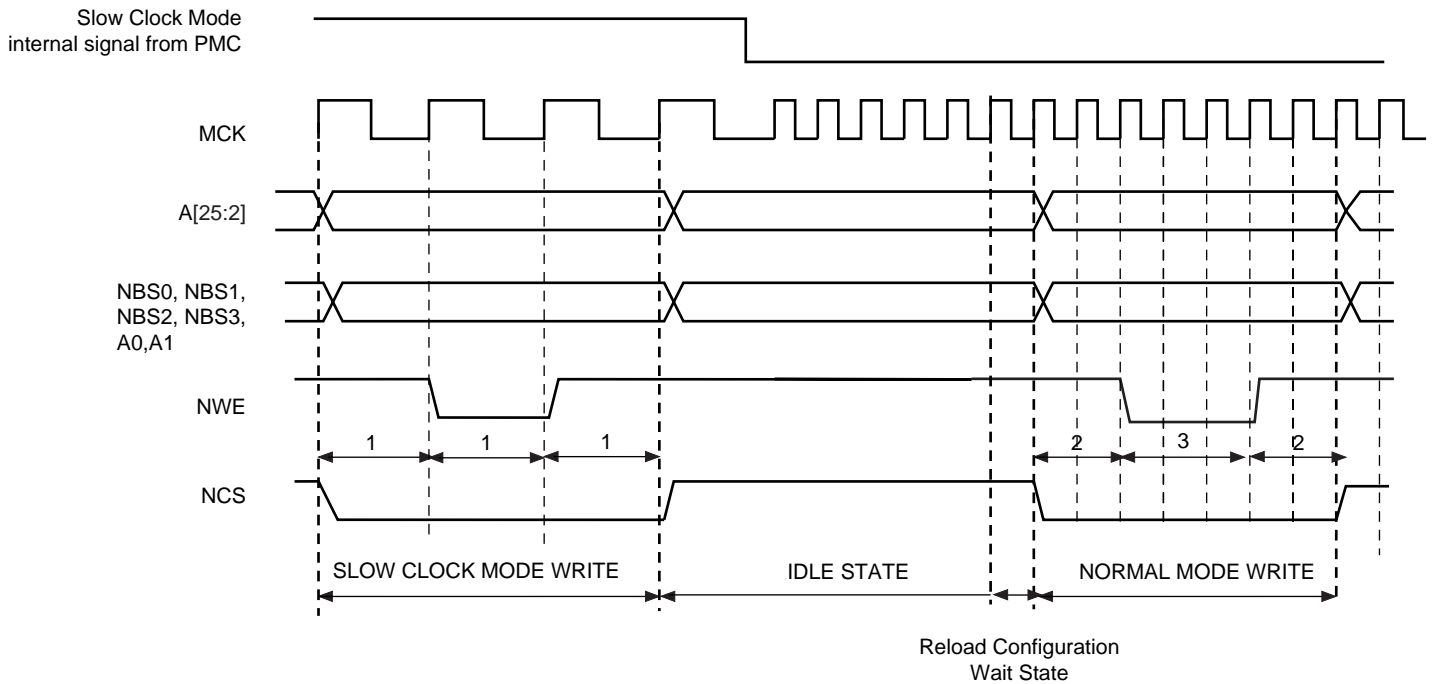 Slow Clock Mode
internal signal from PMC
MCK
A[25:2]
NBS0, NBS1,
NBS2, NBS3,
A0,A1
NWE
1 1 1 2 3 2
NCS
SLOW CLOCK MODE WRITE IDLE STATE NORMAL MODE WRITE
Reload Configuration
Wait State